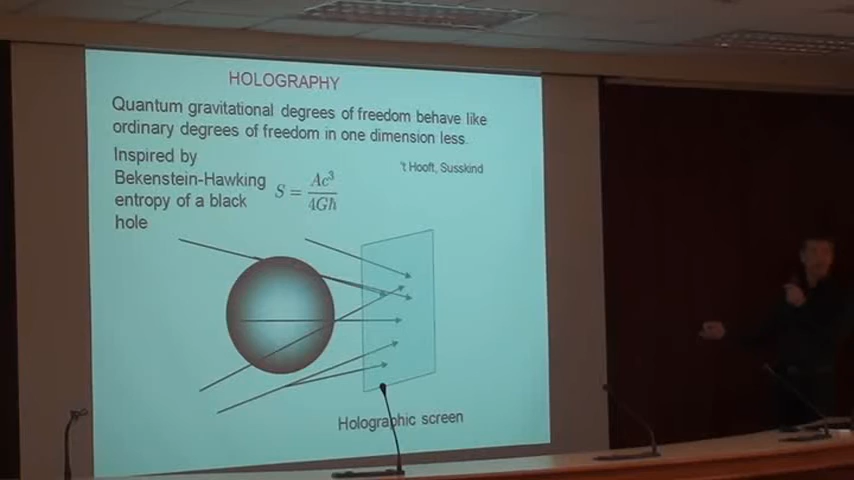 HOLOGRAPHY
Quantum gravitational degrees of freedom behave like
ordinary degrees of freedom in one dimension less.
Inspired by
Bekenstein-Hawking
entropy of a black
hole
S = Ac³ / 4Għ
't Hooft, Susskind
Holographic screen